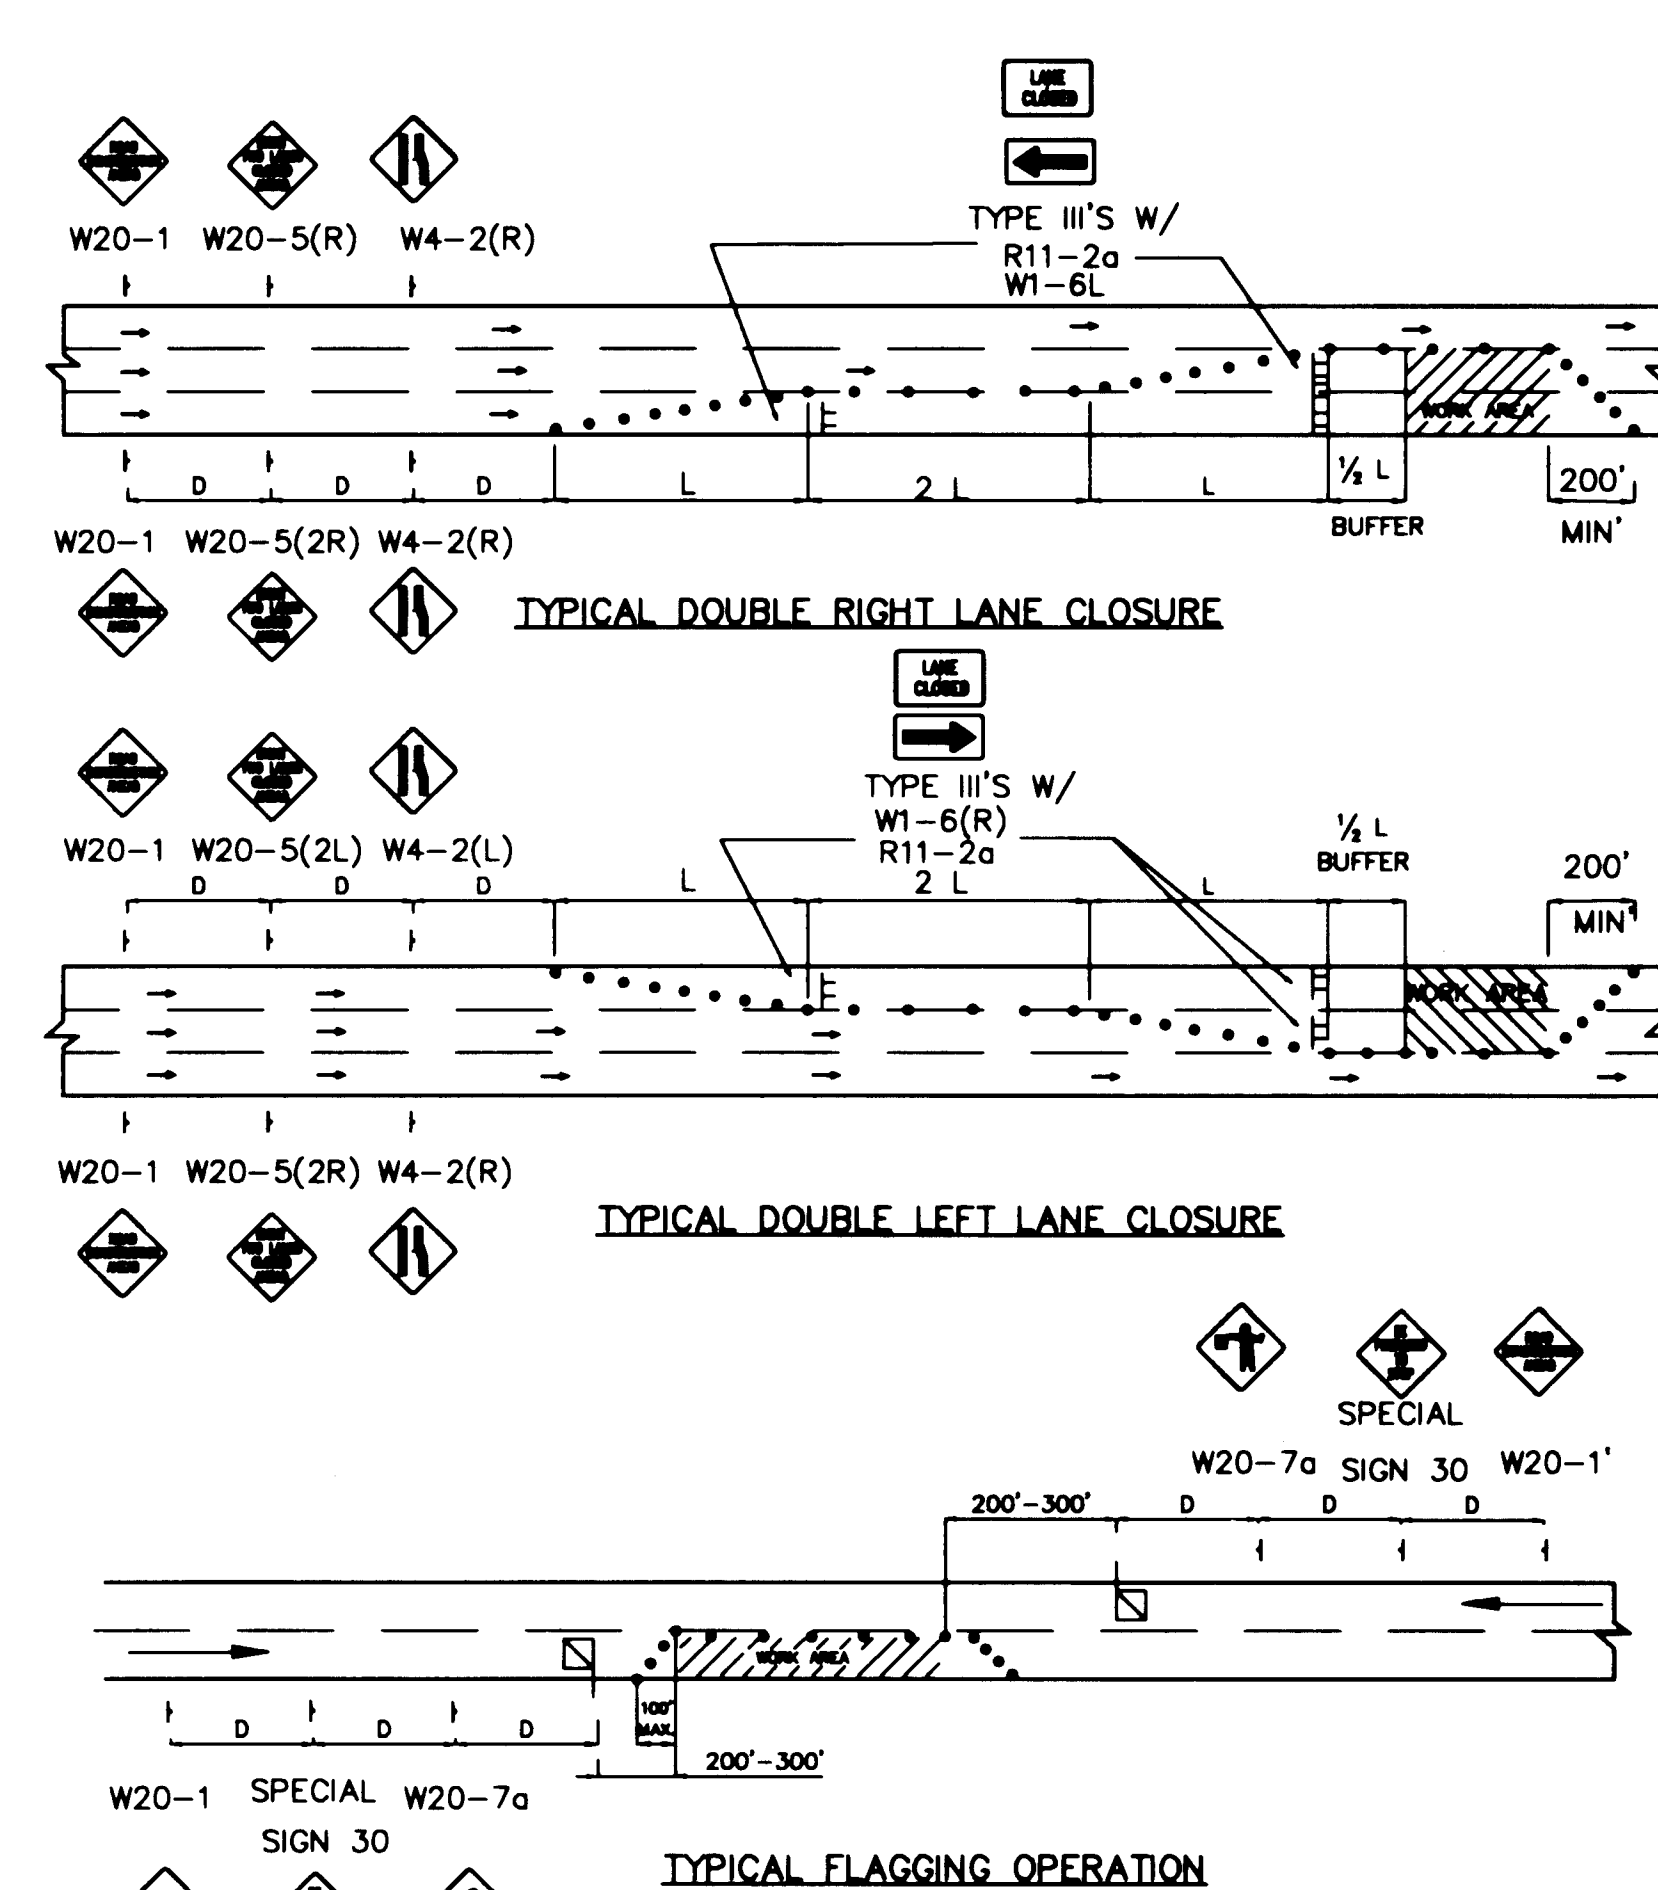 LANE
CLOSED
TYPE III'S W/
R11-2a
W1-6L
W20-1 W20-5(R) W4-2(R)
WORK AREA
D D D L 2 L L ½ L 200'
BUFFER MIN'
W20-1 W20-5(2R) W4-2(R)
TYPICAL DOUBLE RIGHT LANE CLOSURE
LANE
CLOSED
TYPE III'S W/
W1-6(R)
R11-2a
½ L
BUFFER
W20-1 W20-5(2L) W4-2(L)
D D D L 2 L L 200'
MIN'
WORK AREA
W20-1 W20-5(2R) W4-2(R)
TYPICAL DOUBLE LEFT LANE CLOSURE
SPECIAL
W20-7a SIGN 30 W20-1'
200'-300' D D D
WORK AREA
100'
MAX.
D D D
200'-300'
W20-1 SPECIAL W20-7a
SIGN 30
TYPICAL FLAGGING OPERATION